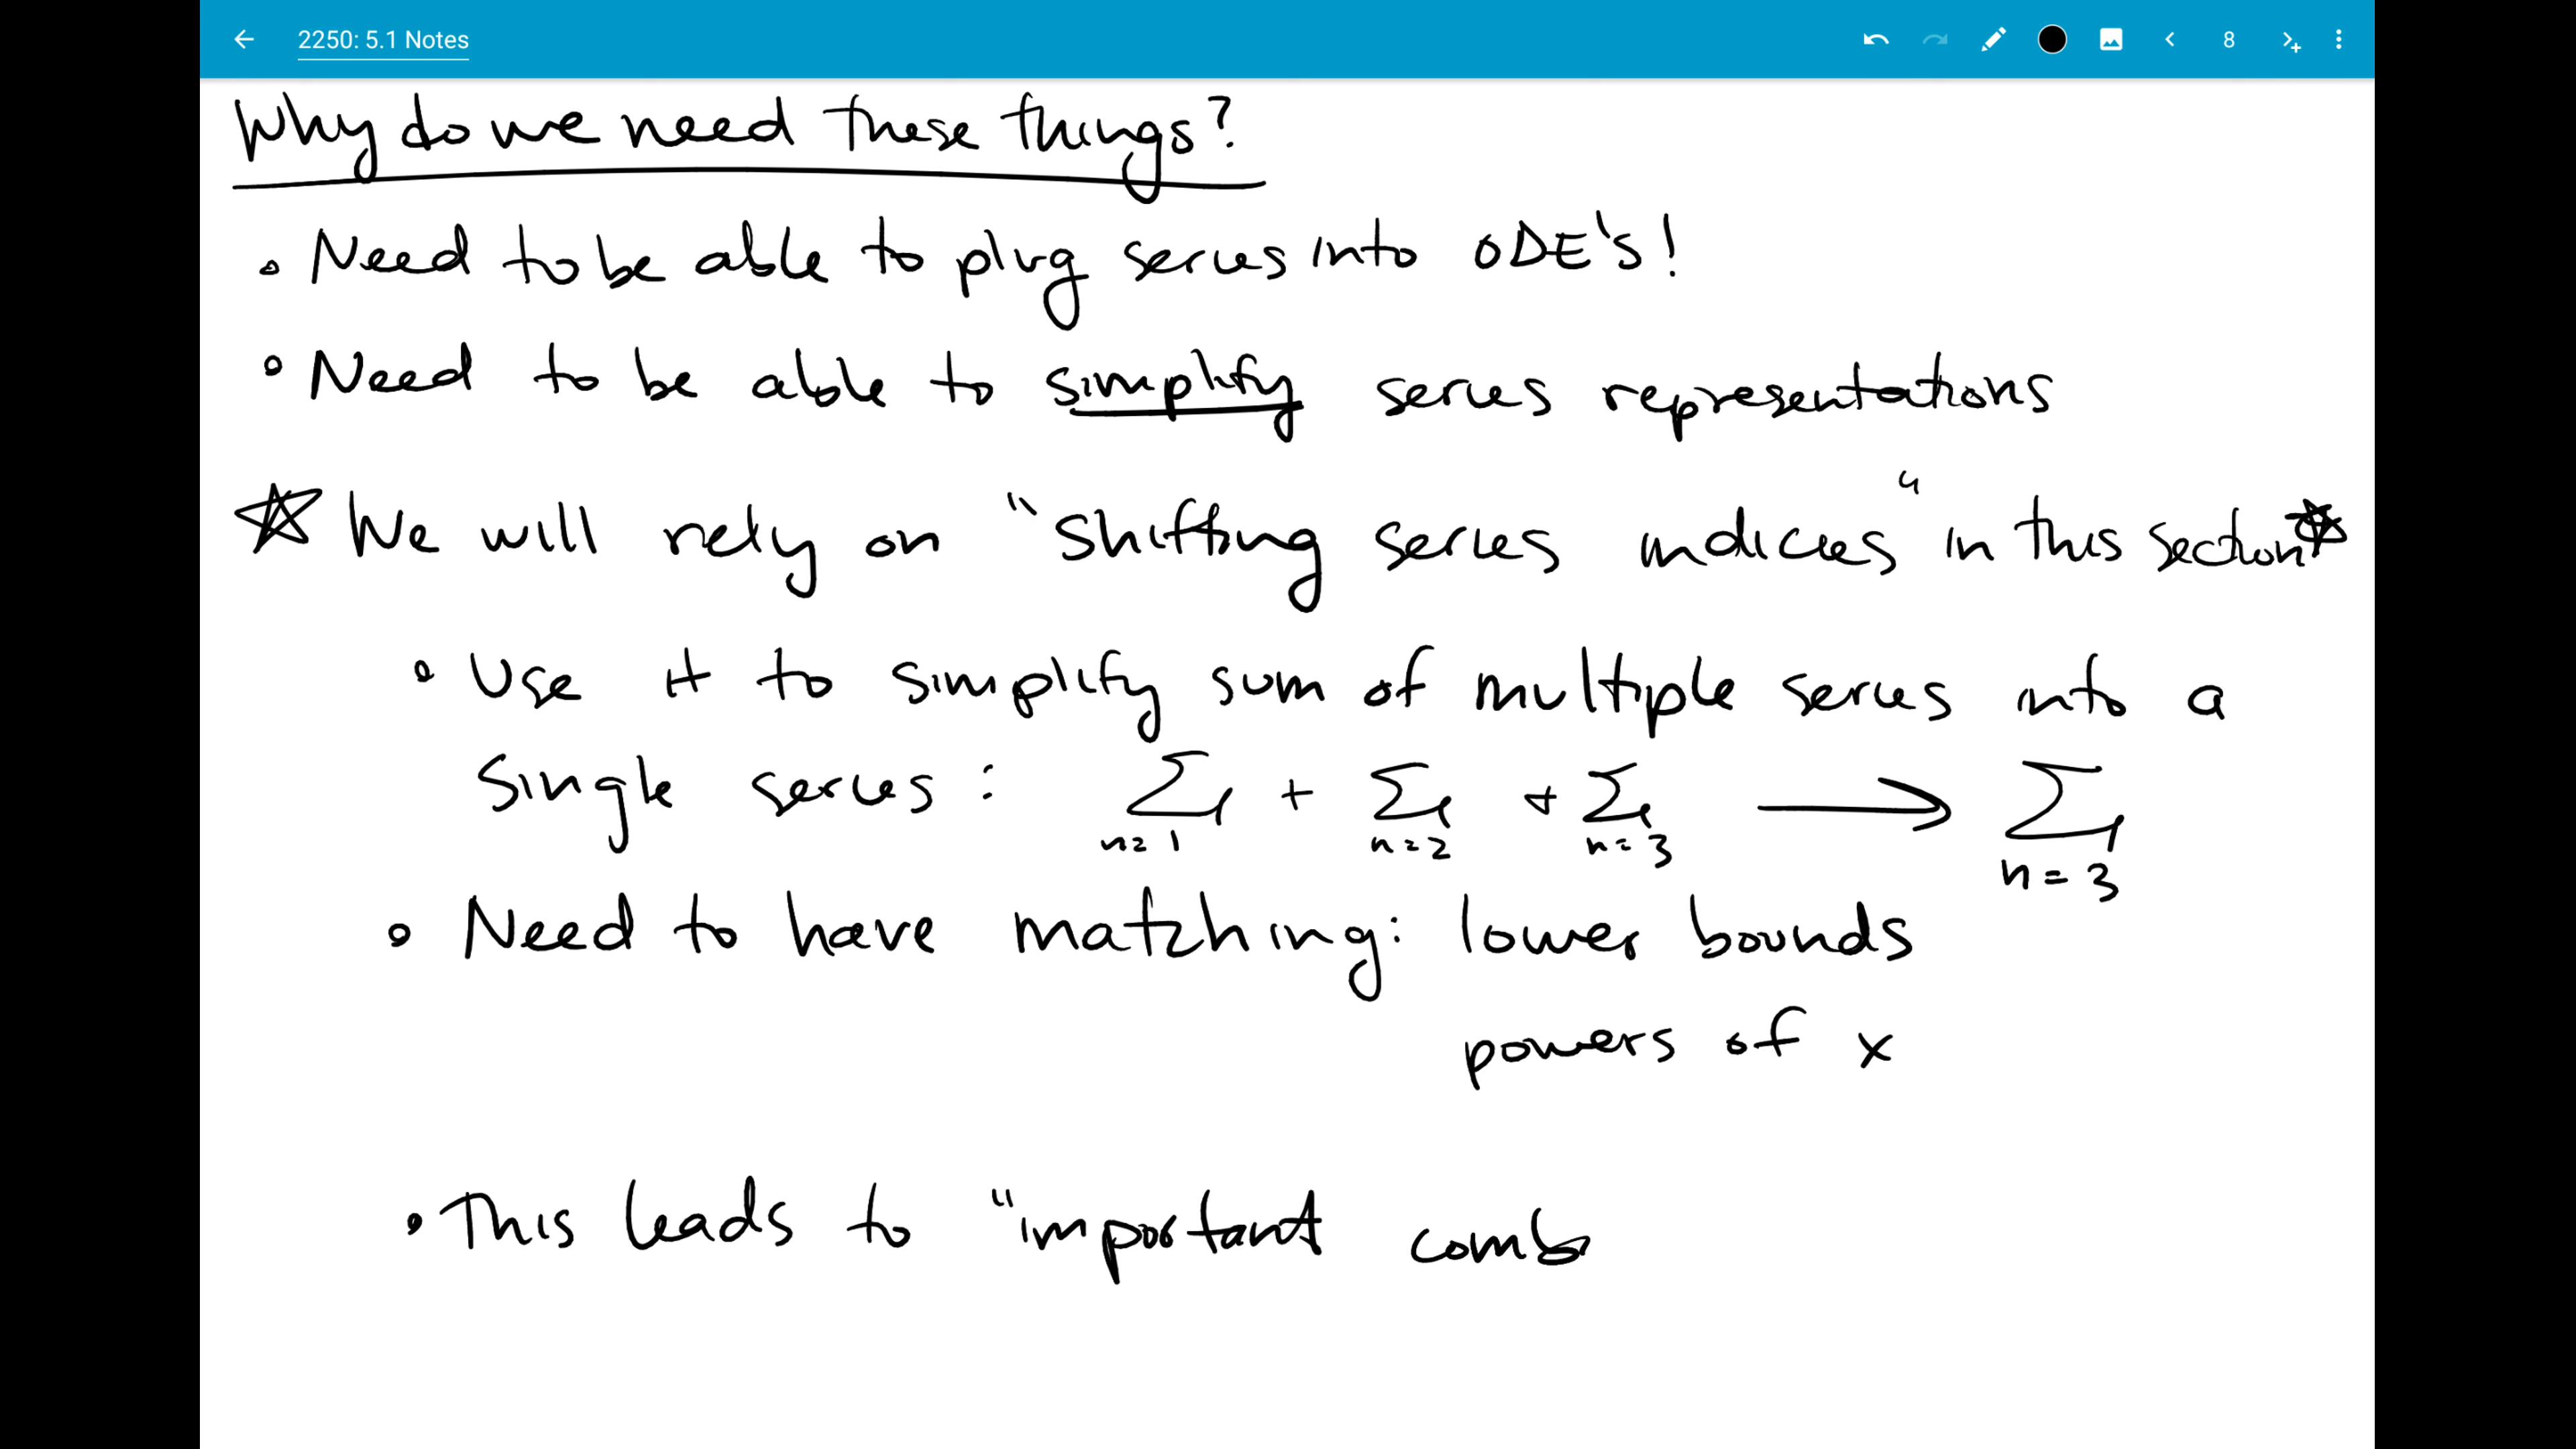 2250: 5.1 Notes
8
Why do we need these things?
• Need to be able to plug series into ODE's!
• Need to be able to simplify series representations
☆ We will rely on "Shifting series indices" in this section ☆
• Use it to simplify sum of multiple series into a
single series: Σ n=1 + Σ n=2 + Σ n=3 → Σ n=3
• Need to have matching: lower bounds
powers of x
• This leads to "important comb